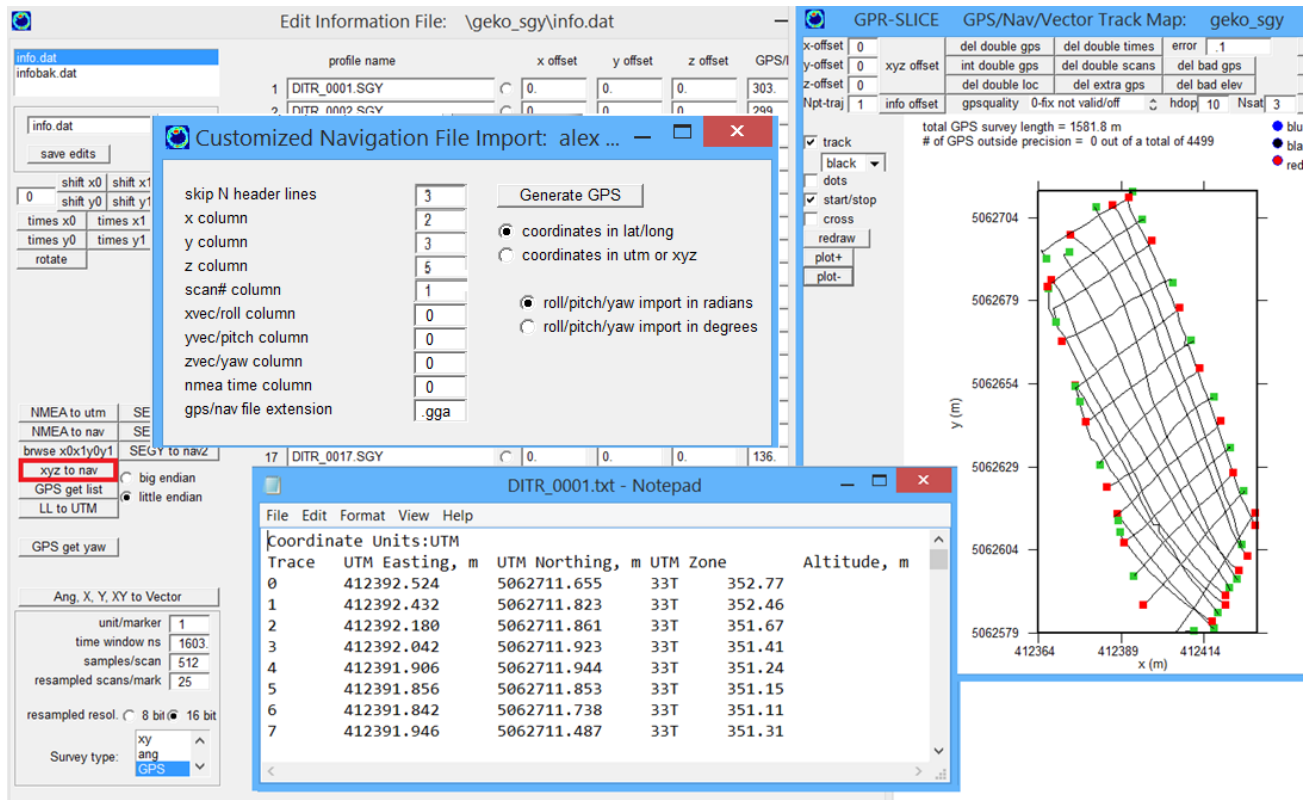 Edit Information File: \geko_sgy\info.dat
info.dat
infobak.dat
info.dat
save edits
profile name x offset y offset z offset GPS/
1 DITR_0001.SGY 0. 0. 0. 303.
2 DITR_0002.SGY 0. 0. 0. 299
0 shift x0 shift x1
shift y0 shift y1
times x0 times x1
times y0 times y1
rotate
NMEA to utm SE
NMEA to nav SE
brwse x0x1y0y1 SEGY to nav2
xyz to nav
GPS get list
LL to UTM
big endian
little endian
GPS get yaw
Ang, X, Y, XY to Vector
unit/marker 1
time window ns 1603.
samples/scan 512
resampled scans/mark 25
resampled resol. 8 bit 16 bit
Survey type: xy
ang
GPS
17 DITR_0017.SGY 0. 0. 0. 136.
Customized Navigation File Import: alex ...
skip N header lines 3
x column 2
y column 3
z column 5
scan# column 1
xvec/roll column 0
yvec/pitch column 0
zvec/yaw column 0
nmea time column 0
gps/nav file extension .gga
Generate GPS
coordinates in lat/long
coordinates in utm or xyz
roll/pitch/yaw import in radians
roll/pitch/yaw import in degrees
DITR_0001.txt - Notepad
File Edit Format View Help
Coordinate Units:UTM
Trace UTM Easting, m UTM Northing, m UTM Zone Altitude, m
0 412392.524 5062711.655 33T 352.77
1 412392.432 5062711.823 33T 352.46
2 412392.180 5062711.861 33T 351.67
3 412392.042 5062711.923 33T 351.41
4 412391.906 5062711.944 33T 351.24
5 412391.856 5062711.853 33T 351.15
6 412391.842 5062711.738 33T 351.11
7 412391.946 5062711.487 33T 351.31
GPR-SLICE GPS/Nav/Vector Track Map: geko_sgy
x-offset 0 del double gps del double times error .1
y-offset 0 xyz offset int double gps del double scans del bad gps
z-offset 0 del double loc del extra gps del bad elev
Npt-traj 1 info offset gpsquality 0-fix not valid/off hdop 10 Nsat 3
total GPS survey length = 1581.8 m
# of GPS outside precision = 0 out of a total of 4499
blu
bla
red
track
black
dots
start/stop
cross
redraw
plot+
plot-
5062704
5062679
5062654
5062629
5062604
5062579
y (m)
412364 412389 412414
x (m)